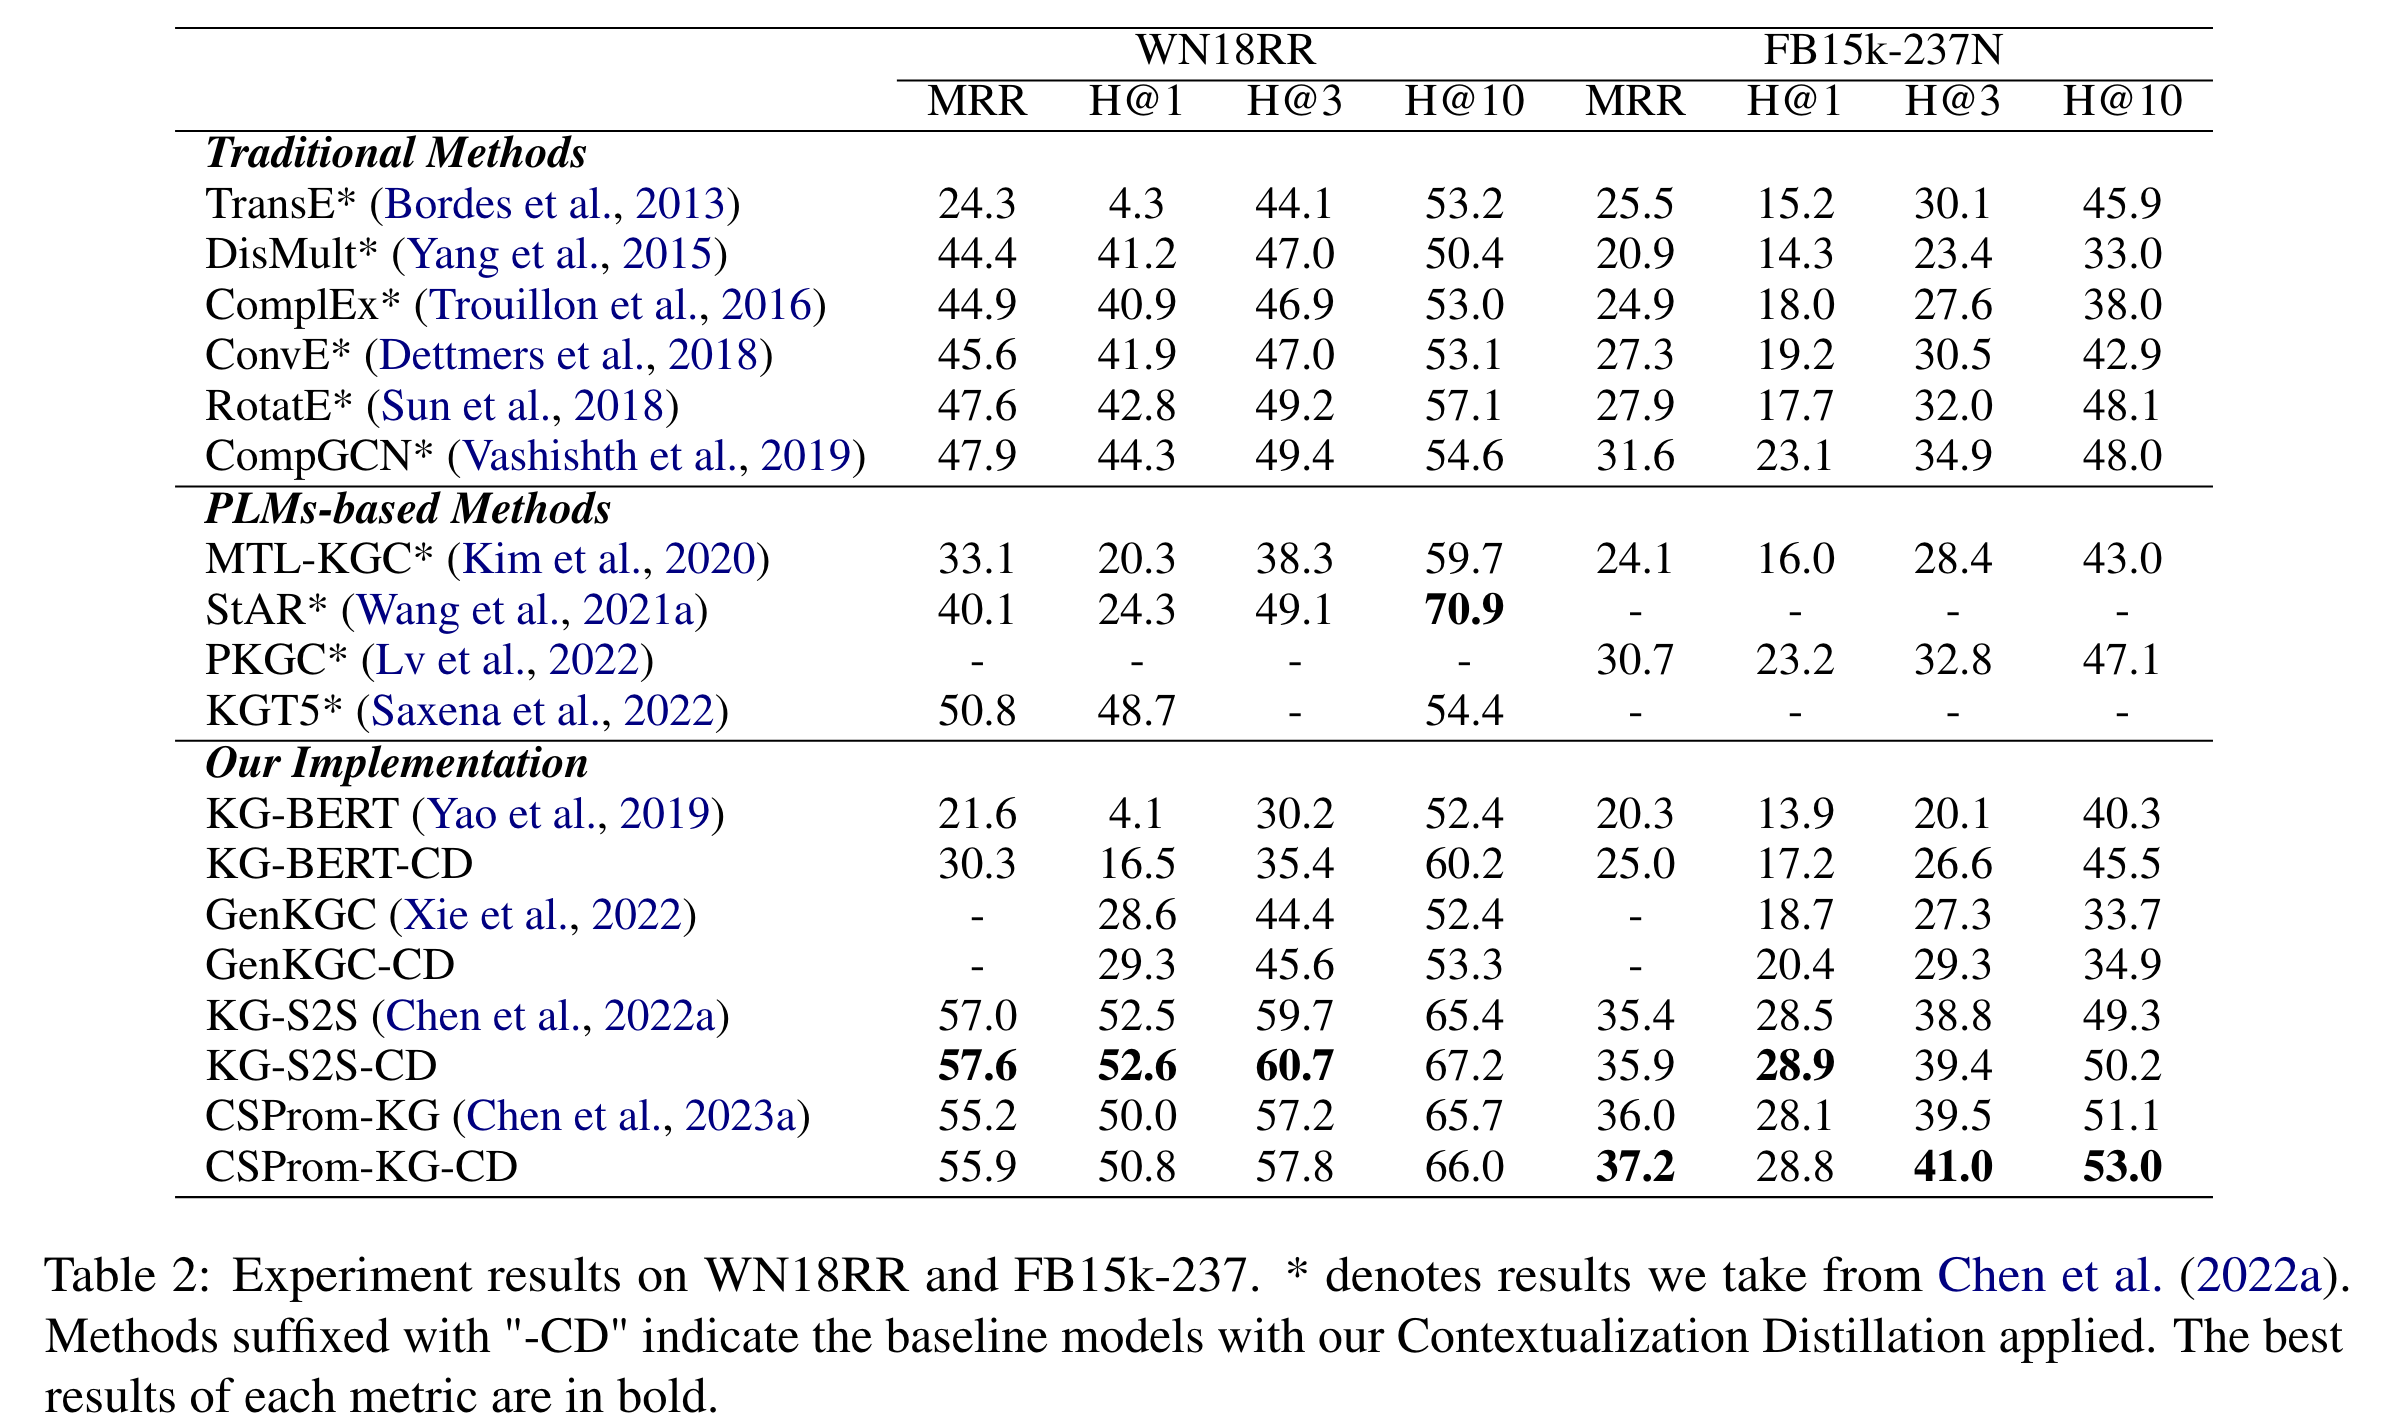 WN18RR FB15k-237N
MRR H@1 H@3 H@10 MRR H@1 H@3 H@10
Traditional Methods
TransE* (Bordes et al., 2013) 24.3 4.3 44.1 53.2 25.5 15.2 30.1 45.9
DisMult* (Yang et al., 2015) 44.4 41.2 47.0 50.4 20.9 14.3 23.4 33.0
ComplEx* (Trouillon et al., 2016) 44.9 40.9 46.9 53.0 24.9 18.0 27.6 38.0
ConvE* (Dettmers et al., 2018) 45.6 41.9 47.0 53.1 27.3 19.2 30.5 42.9
RotatE* (Sun et al., 2018) 47.6 42.8 49.2 57.1 27.9 17.7 32.0 48.1
CompGCN* (Vashishth et al., 2019) 47.9 44.3 49.4 54.6 31.6 23.1 34.9 48.0
PLMs-based Methods
MTL-KGC* (Kim et al., 2020) 33.1 20.3 38.3 59.7 24.1 16.0 28.4 43.0
StAR* (Wang et al., 2021a) 40.1 24.3 49.1 70.9 - - - -
PKGC* (Lv et al., 2022) - - - - 30.7 23.2 32.8 47.1
KGT5* (Saxena et al., 2022) 50.8 48.7 - 54.4 - - - -
Our Implementation
KG-BERT (Yao et al., 2019) 21.6 4.1 30.2 52.4 20.3 13.9 20.1 40.3
KG-BERT-CD 30.3 16.5 35.4 60.2 25.0 17.2 26.6 45.5
GenKGC (Xie et al., 2022) - 28.6 44.4 52.4 - 18.7 27.3 33.7
GenKGC-CD - 29.3 45.6 53.3 - 20.4 29.3 34.9
KG-S2S (Chen et al., 2022a) 57.0 52.5 59.7 65.4 35.4 28.5 38.8 49.3
KG-S2S-CD 57.6 52.6 60.7 67.2 35.9 28.9 39.4 50.2
CSProm-KG (Chen et al., 2023a) 55.2 50.0 57.2 65.7 36.0 28.1 39.5 51.1
CSProm-KG-CD 55.9 50.8 57.8 66.0 37.2 28.8 41.0 53.0
Table 2: Experiment results on WN18RR and FB15k-237. * denotes results we take from Chen et al. (2022a).
Methods suffixed with "-CD" indicate the baseline models with our Contextualization Distillation applied. The best
results of each metric are in bold.